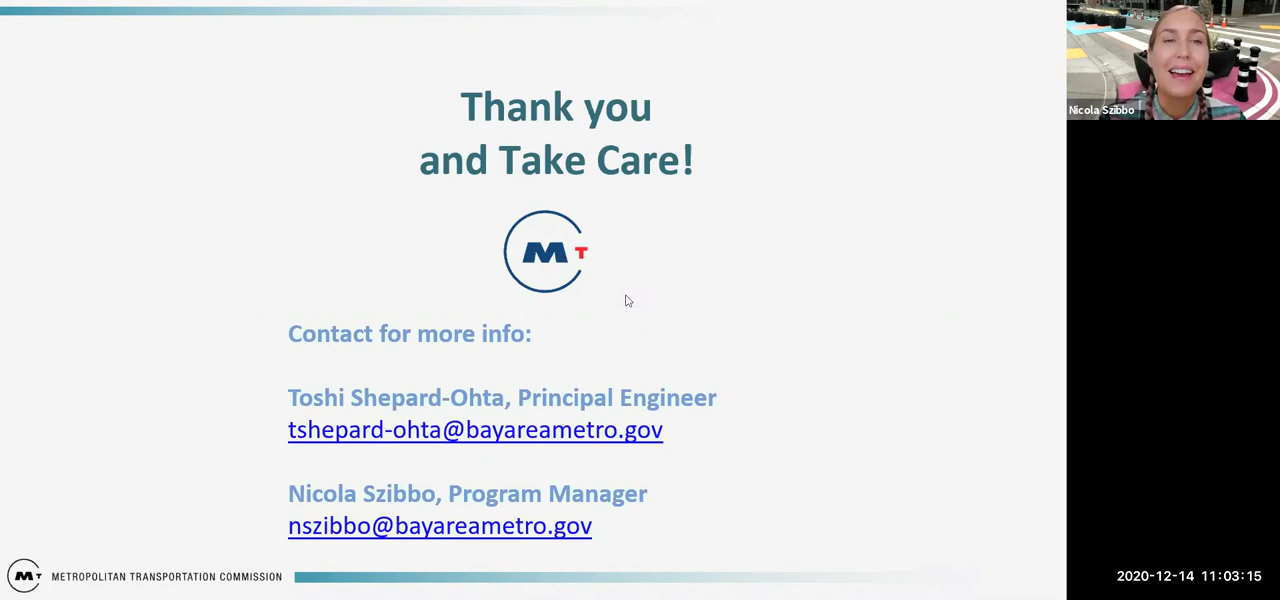 Thank you
and Take Care!
M T
Contact for more info:
Toshi Shepard-Ohta, Principal Engineer
tshepard-ohta@bayareametro.gov
Nicola Szibbo, Program Manager
nszibbo@bayareametro.gov
M T METROPOLITAN TRANSPORTATION COMMISSION
Nicola Szibbo
2020-12-14 11:03:15